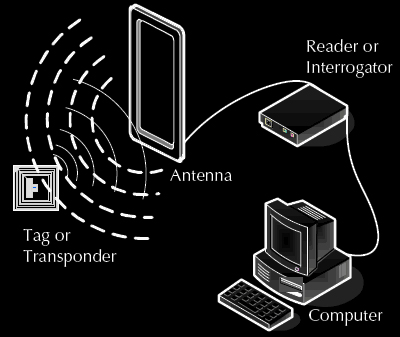 Reader or
Interrogator
Antenna
Tag or
Transponder
Computer